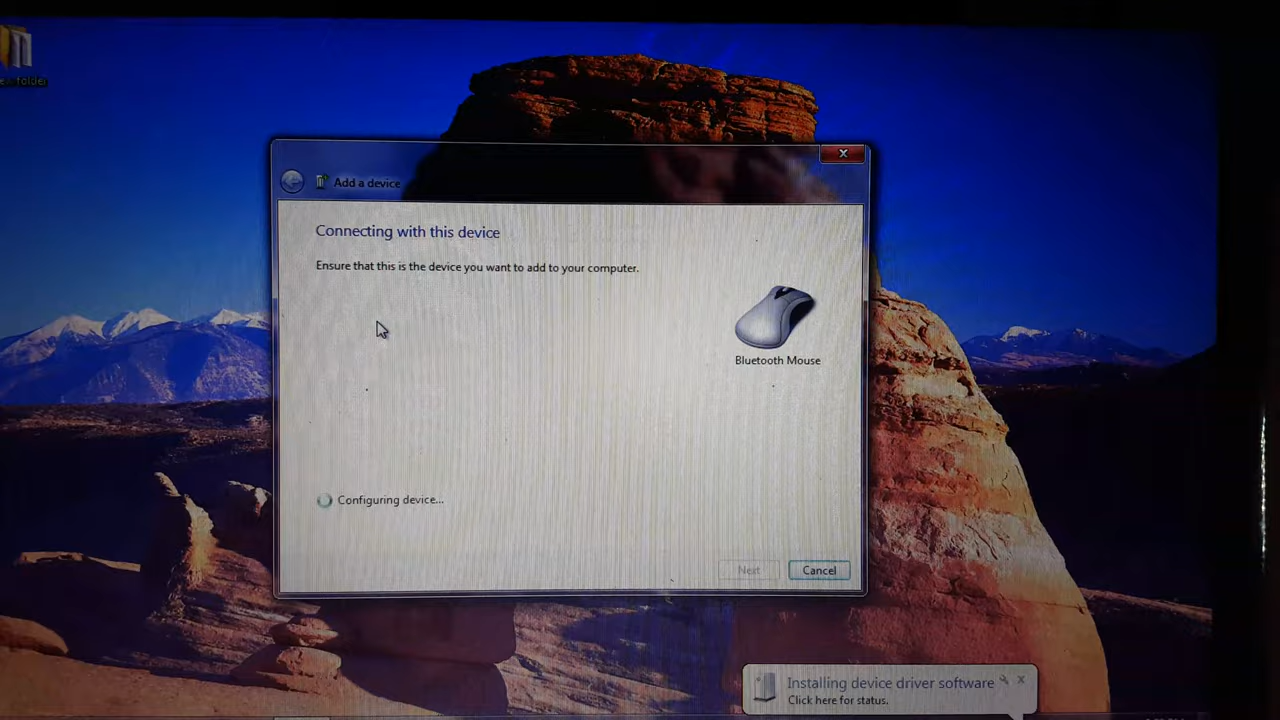 folder
Add a device
Connecting with this device
Ensure that this is the device you want to add to your computer.
Bluetooth Mouse
Configuring device...
Next
Cancel
Installing device driver software
Click here for status.